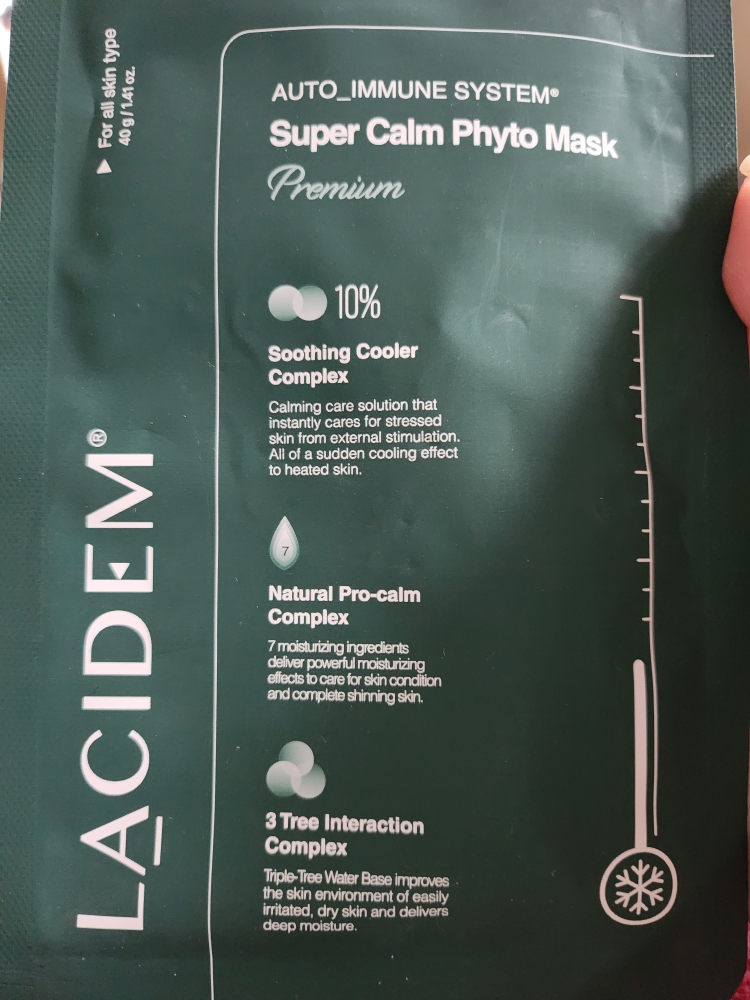 ▶ For all skin type
40 g / 1.41 oz.
LACIDEM®
AUTO_IMMUNE SYSTEM®
Super Calm Phyto Mask
Premium
10%
Soothing Cooler
Complex
Calming care solution that
instantly cares for stressed
skin from external stimulation.
All of a sudden cooling effect
to heated skin.
7
Natural Pro-calm
Complex
7 moisturizing ingredients
deliver powerful moisturizing
effects to care for skin condition
and complete shinning skin.
3 Tree Interaction
Complex
Triple-Tree Water Base improves
the skin environment of easily
irritated, dry skin and delivers
deep moisture.